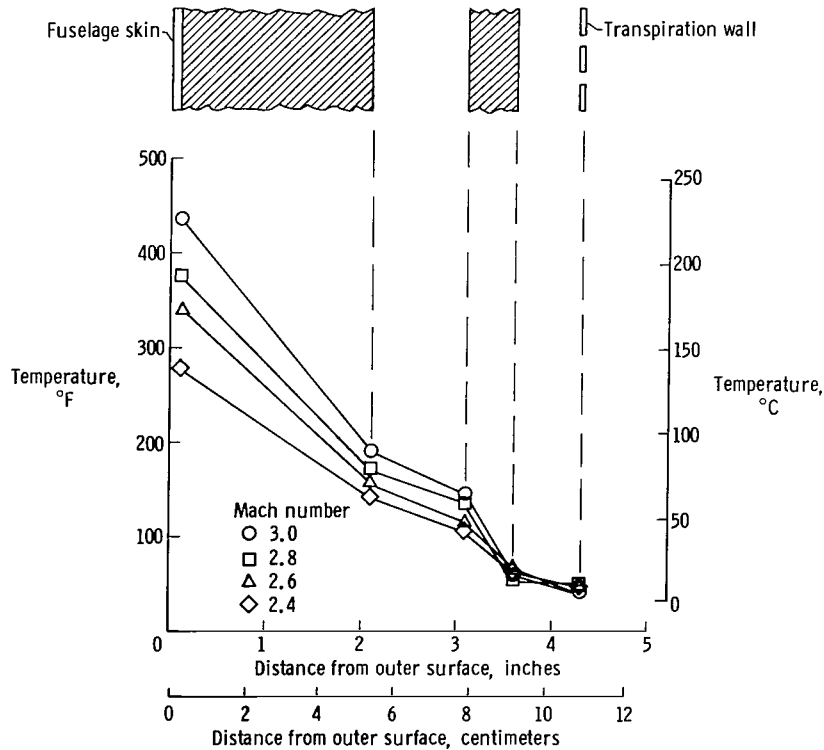 Fuselage skin
Transpiration wall
500
400
300
200
100
Temperature,
°F
250
200
150
100
50
0
Temperature,
°C
Mach number
3.0
2.8
2.6
2.4
0 1 2 3 4 5
Distance from outer surface, inches
0 2 4 6 8 10 12
Distance from outer surface, centimeters